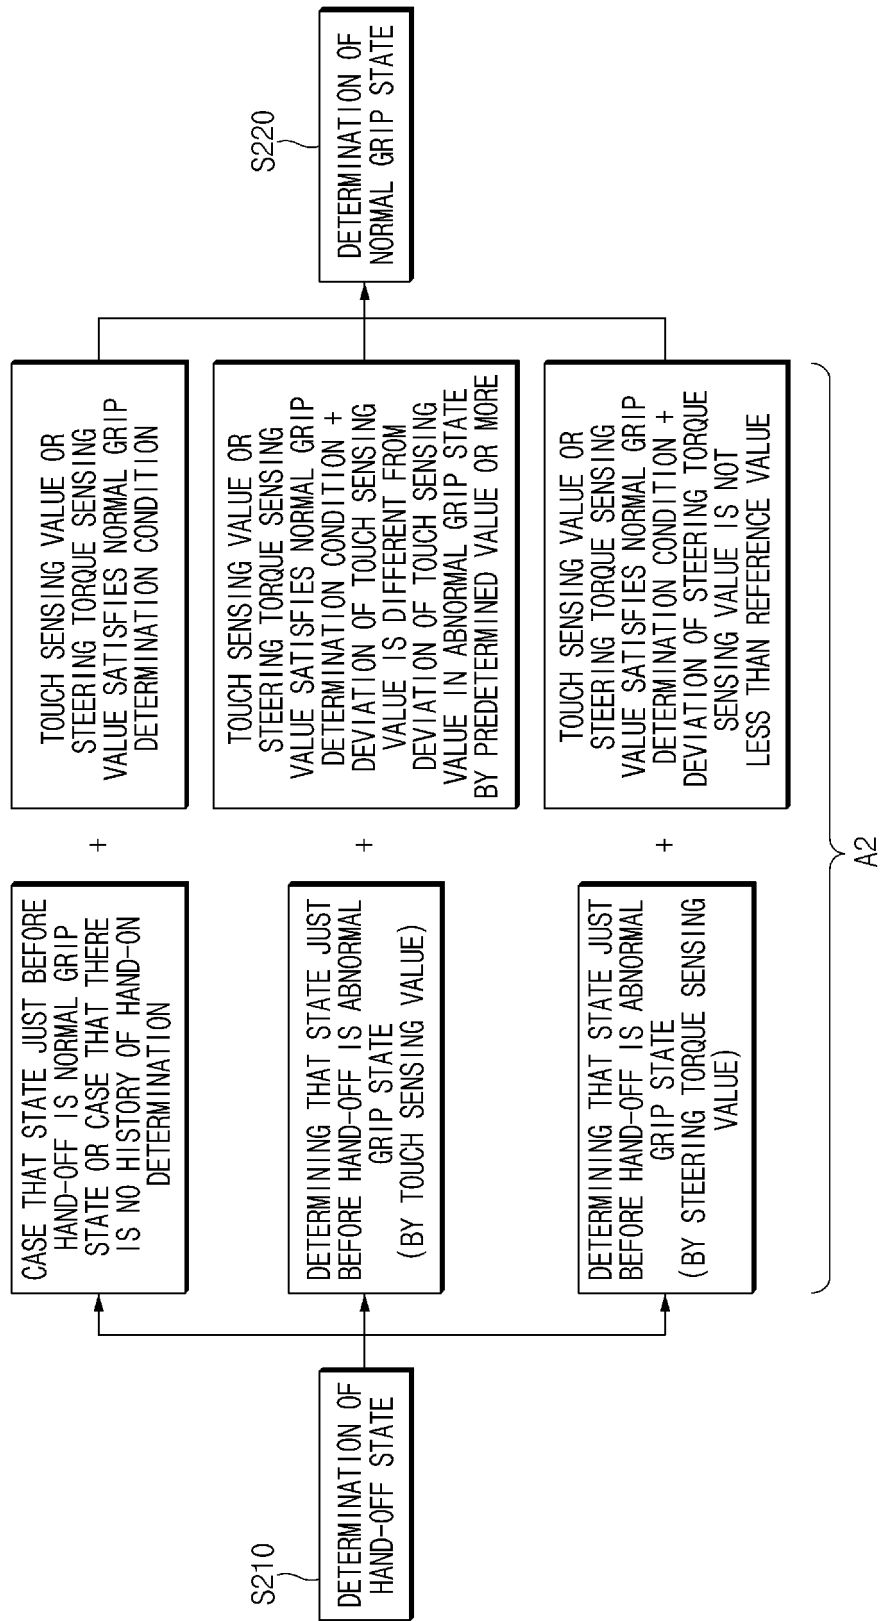 S210
DETERMINATION OF
HAND-OFF STATE
CASE THAT STATE JUST BEFORE
HAND-OFF IS NORMAL GRIP
STATE OR CASE THAT THERE
IS NO HISTORY OF HAND-ON
DETERMINATION
+
TOUCH SENSING VALUE OR
STEERING TORQUE SENSING
VALUE SATISFIES NORMAL GRIP
DETERMINATION CONDITION
DETERMINING THAT STATE JUST
BEFORE HAND-OFF IS ABNORMAL
GRIP STATE
(BY TOUCH SENSING VALUE)
+
TOUCH SENSING VALUE OR
STEERING TORQUE SENSING
VALUE SATISFIES NORMAL GRIP
DETERMINATION CONDITION +
DEVIATION OF TOUCH SENSING
VALUE IS DIFFERENT FROM
DEVIATION OF TOUCH SENSING
VALUE IN ABNORMAL GRIP STATE
BY PREDETERMINED VALUE OR MORE
DETERMINING THAT STATE JUST
BEFORE HAND-OFF IS ABNORMAL
GRIP STATE
(BY STEERING TORQUE SENSING
VALUE)
+
TOUCH SENSING VALUE OR
STEERING TORQUE SENSING
VALUE SATISFIES NORMAL GRIP
DETERMINATION CONDITION +
DEVIATION OF STEERING TORQUE
SENSING VALUE IS NOT
LESS THAN REFERENCE VALUE
A2
S220
DETERMINATION OF
NORMAL GRIP STATE